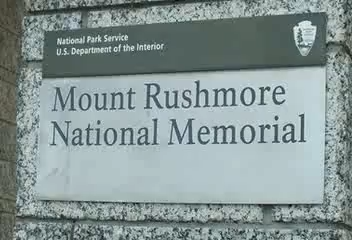 National Park Service
U.S. Department of the Interior
Mount Rushmore
National Memorial